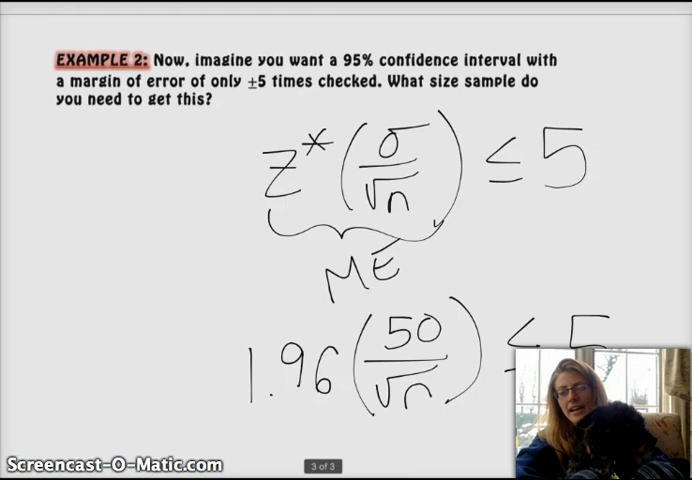 EXAMPLE 2: Now, imagine you want a 95% confidence interval with
a margin of error of only ±5 times checked. What size sample do
you need to get this?
z*(σ/√n) ≤ 5
ME
1.96(50/√n) ≤ 5
Screencast-O-Matic.com
3 of 3